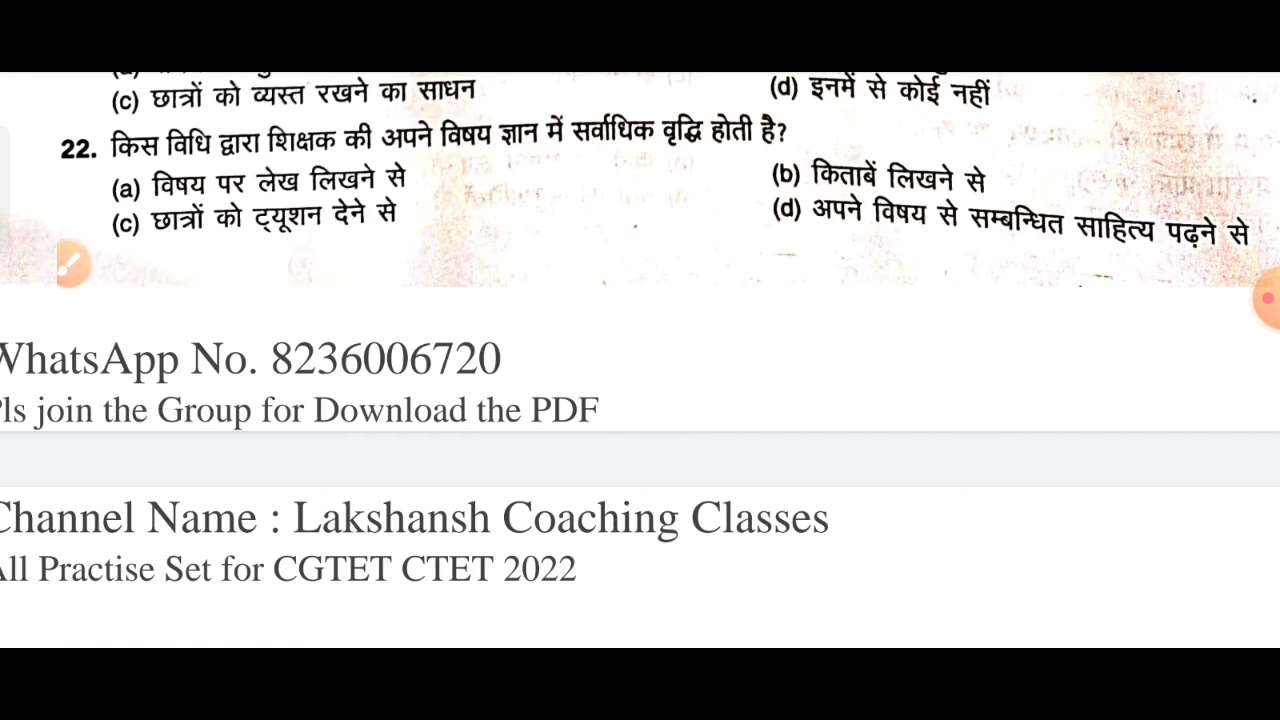 (c) छात्रों को व्यस्त रखने का साधन (d) इनमें से कोई नहीं
22. किस विधि द्वारा शिक्षक की अपने विषय ज्ञान में सर्वाधिक वृद्धि होती है?
(a) विषय पर लेख लिखने से (b) किताबें लिखने से
(c) छात्रों को ट्यूशन देने से (d) अपने विषय से सम्बन्धित साहित्य पढ़ने से
WhatsApp No. 8236006720
Pls join the Group for Download the PDF
Channel Name : Lakshansh Coaching Classes
All Practise Set for CGTET CTET 2022